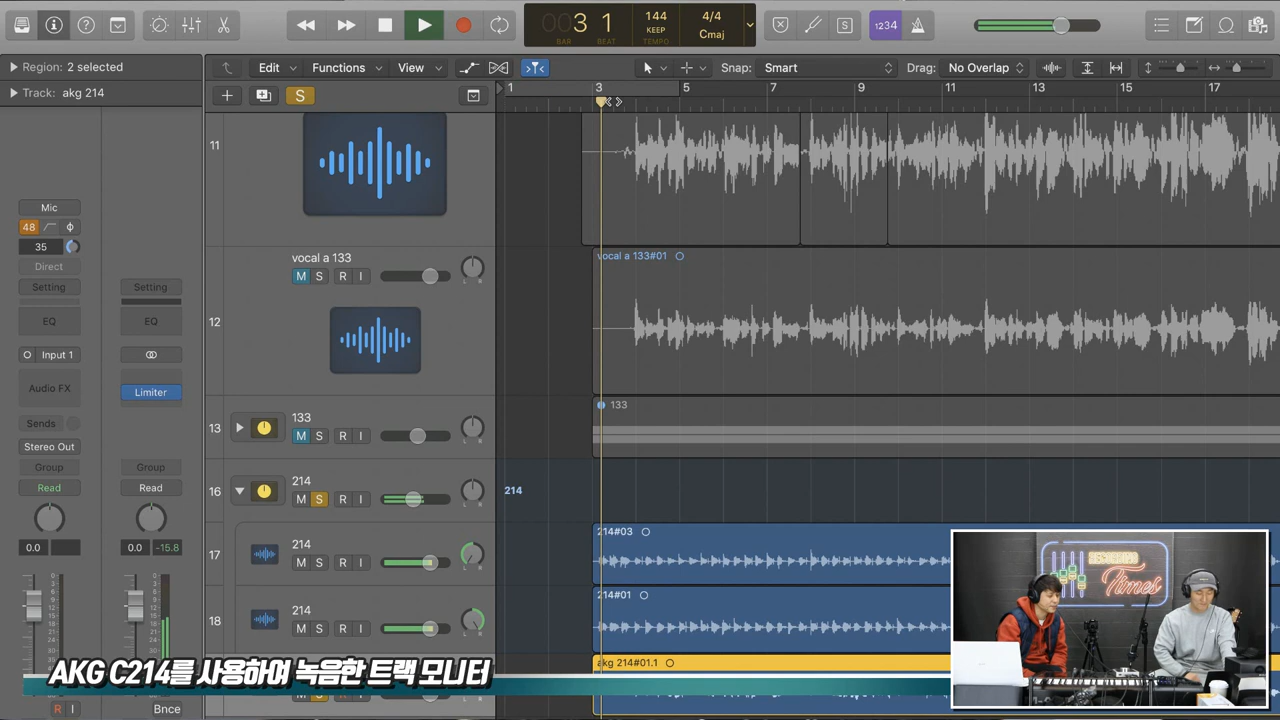 3 1
BAR BEAT
144
KEEP
TEMPO
4/4
Cmaj
S
1234
Region: 2 selected
Track: akg 214
Edit
Functions
View
Snap: Smart
Drag: No Overlap
S
1
3
5
7
9
11
13
15
17
Mic
48
35
Direct
Setting
Setting
EQ
EQ
Input 1
Audio FX
Limiter
Sends
Stereo Out
Group
Group
Read
Read
0.0
0.0
-15.8
R I
Bnce
11
12
vocal a 133
M S R I
L R
vocal a 133#01
13
133
M S R I
L R
133
16
214
M S R I
L R
214
17
214
M S R I
L R
214#03
18
214
M S R I
L R
214#01
akg 214#01.1
RECORDING
Times
AKG C214를 사용하여 녹음한 트랙 모니터